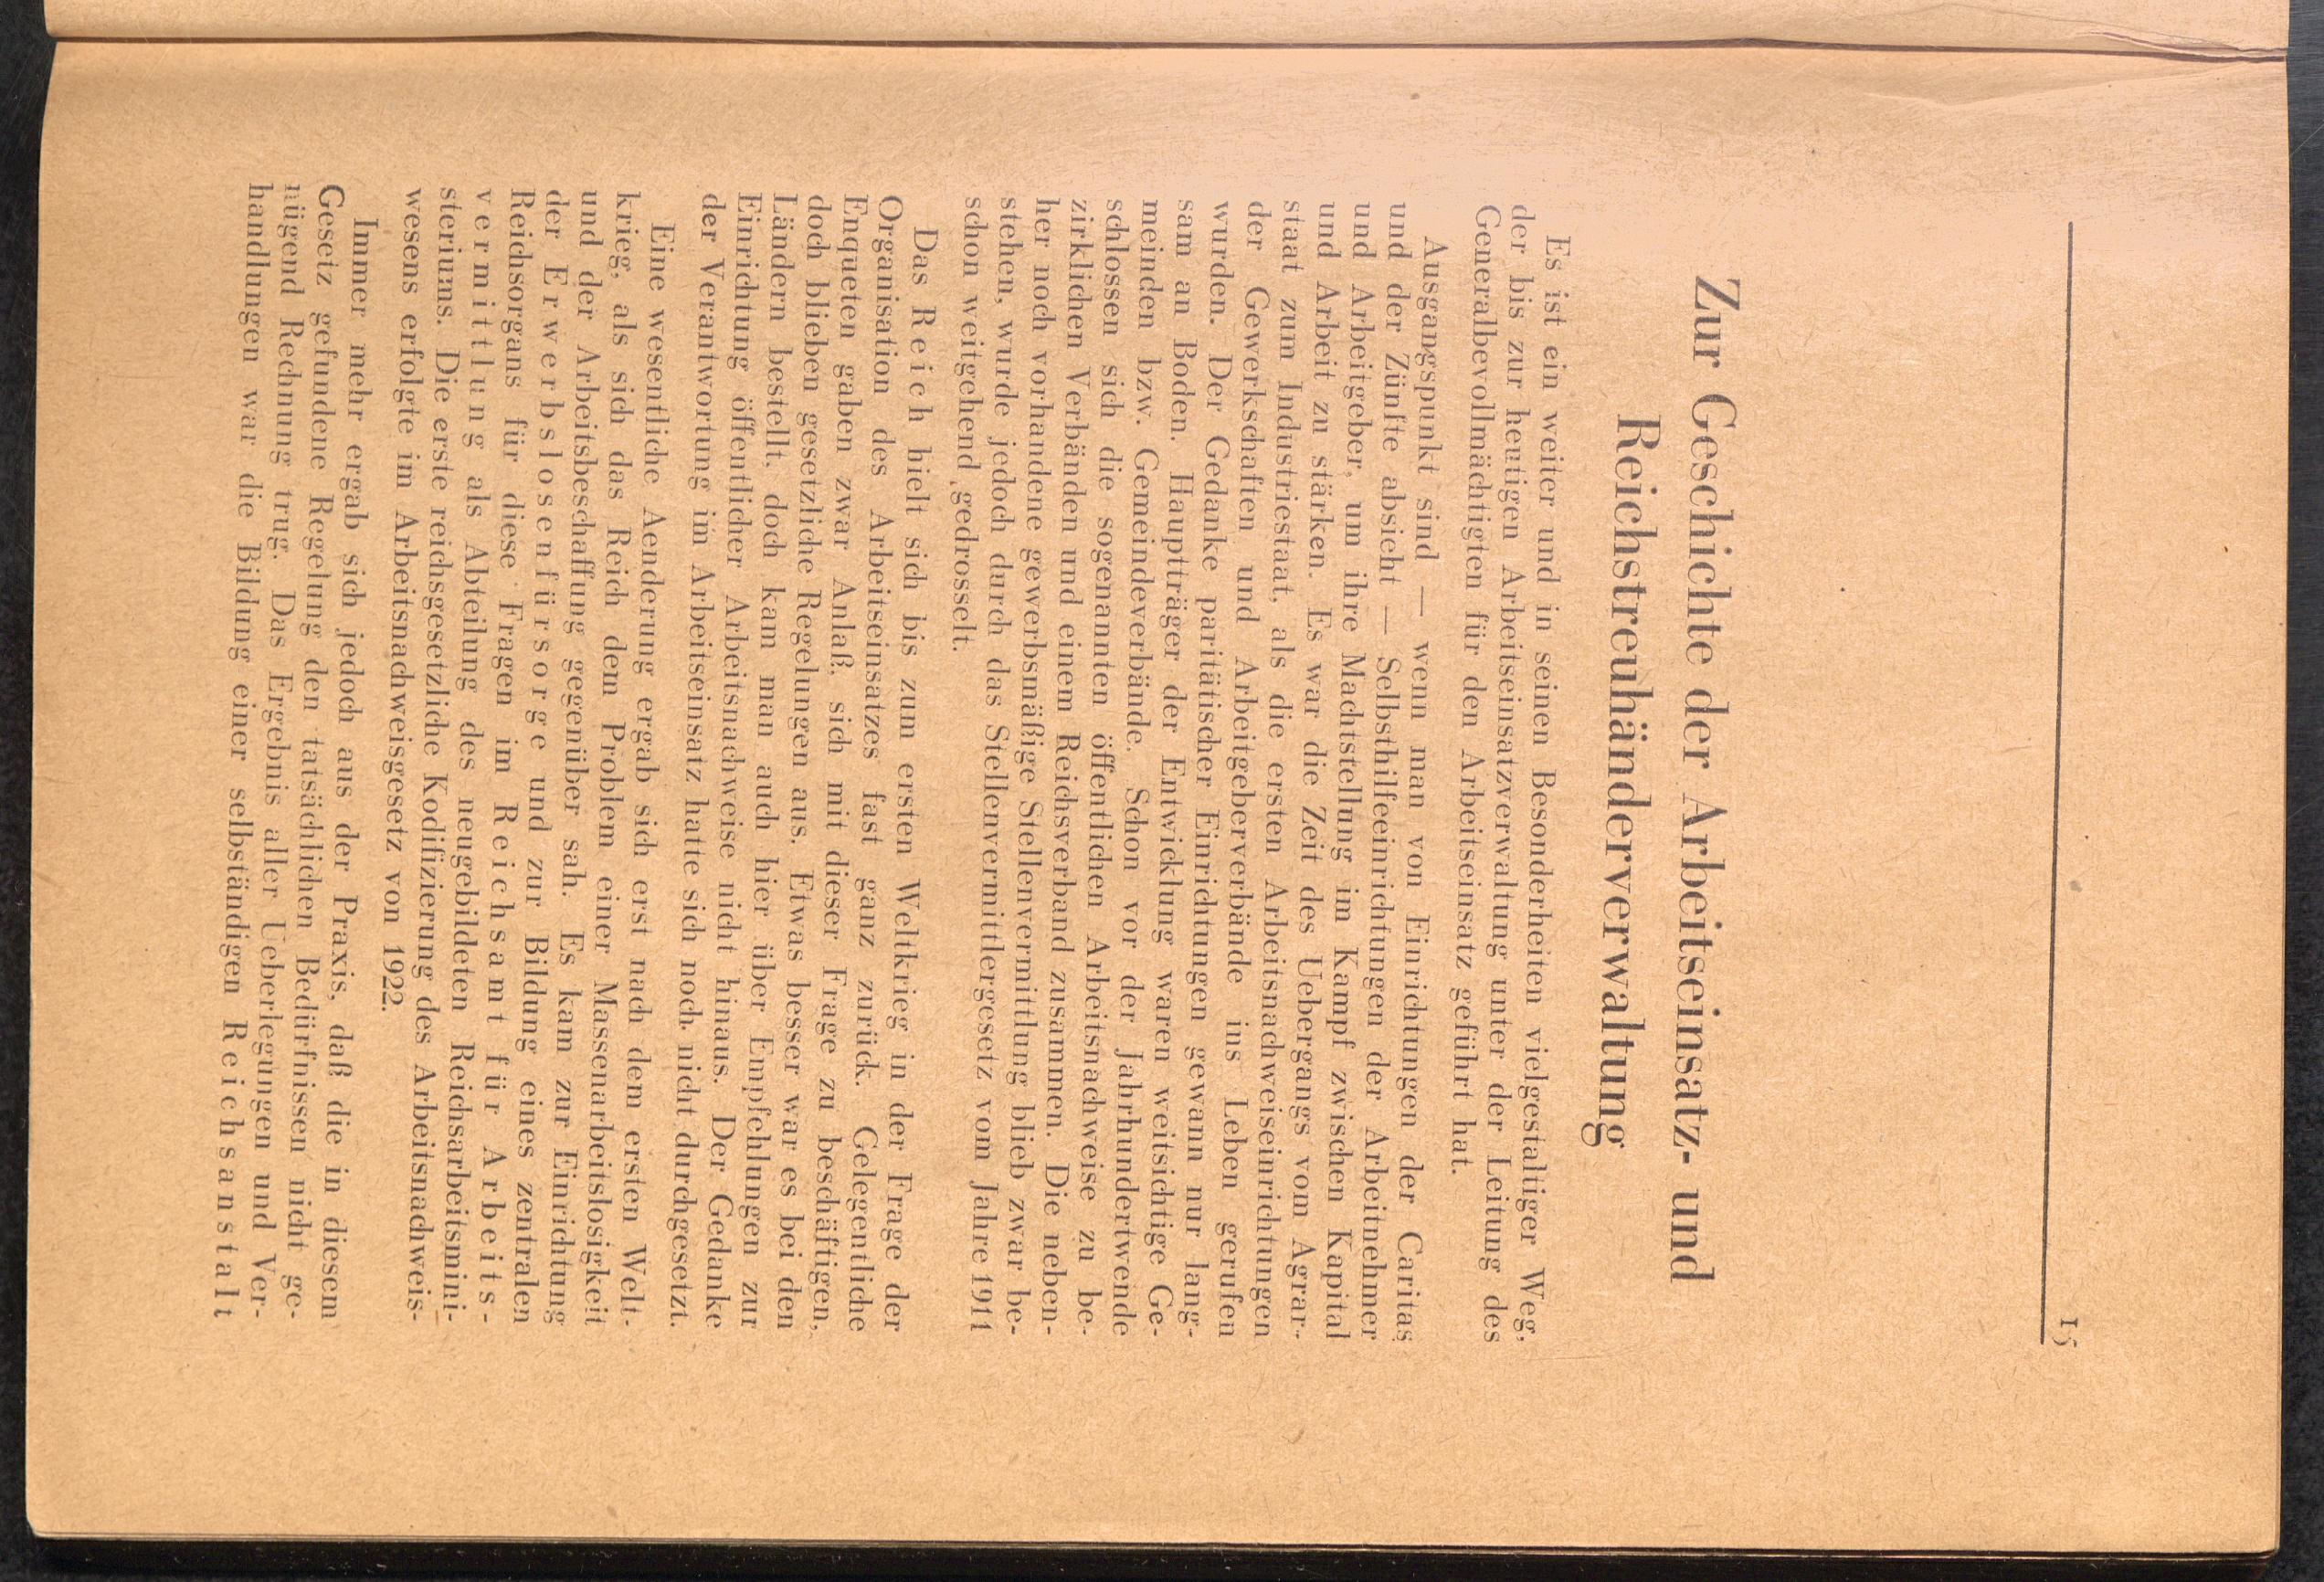 15
Zur Geschichte der Arbeitseinsatz- und
Reichstreuhänderverwaltung
Es ist ein weiter und in seinen Besonderheiten vielgestaltiger Weg,
der bis zur heutigen Arbeitseinsatzverwaltung unter der Leitung des
Generalbevollmächtigten für den Arbeitseinsatz geführt hat.
Ausgangspunkt sind — wenn man von Einrichtungen der Caritas
und der Zünfte absieht — Selbsthilfeeinrichtungen der Arbeitnehmer
und Arbeitgeber, um ihre Machtstellung im Kampf zwischen Kapital
und Arbeit zu stärken. Es war die Zeit des Uebergangs vom Agrar-
staat zum Industriestaat, als die ersten Arbeitsnachweiseinrichtungen
der Gewerkschaften und Arbeitgeberverbände ins Leben gerufen
wurden. Der Gedanke paritätischer Einrichtungen gewann nur lang-
sam an Boden. Hauptträger der Entwicklung waren weitsichtige Ge-
meinden bzw. Gemeindeverbände. Schon vor der Jahrhundertwende
schlossen sich die sogenannten öffentlichen Arbeitsnachweise zu be-
zirklichen Verbänden und einem Reichsverband zusammen. Die neben-
her noch vorhandene gewerbsmäßige Stellenvermittlung blieb zwar be-
stehen, wurde jedoch durch das Stellenvermittlergesetz vom Jahre 1911
schon weitgehend gedrosselt.
Das Reich hielt sich bis zum ersten Weltkrieg in der Frage der
Organisation des Arbeitseinsatzes fast ganz zurück. Gelegentliche
Enqueten gaben zwar Anlaß, sich mit dieser Frage zu beschäftigen,
doch blieben gesetzliche Regelungen aus. Etwas besser war es bei den
Ländern bestellt, doch kam man auch hier über Empfehlungen zur
Einrichtung öffentlicher Arbeitsnachweise nicht hinaus. Der Gedanke
der Verantwortung im Arbeitseinsatz hatte sich noch nicht durchgesetzt.
Eine wesentliche Aenderung ergab sich erst nach dem ersten Welt-
krieg, als sich das Reich dem Problem einer Massenarbeitslosigkeit
und der Arbeitsbeschaffung gegenüber sah. Es kam zur Einrichtung
der Erwerbslosenfürsorge und zur Bildung eines zentralen
Reichsorgans für diese Fragen im Reichsamt für Arbeits-
vermittlung als Abteilung des neugebildeten Reichsarbeitsmini-
steriums. Die erste reichsgesetzliche Kodifizierung des Arbeitsnachweis-
wesens erfolgte im Arbeitsnachweisgesetz von 1922.
Immer mehr ergab sich jedoch aus der Praxis, daß die in diesem
Gesetz gefundene Regelung den tatsächlichen Bedürfnissen nicht ge-
nügend Rechnung trug. Das Ergebnis aller Ueberlegungen und Ver-
handlungen war die Bildung einer selbständigen Reichsanstalt